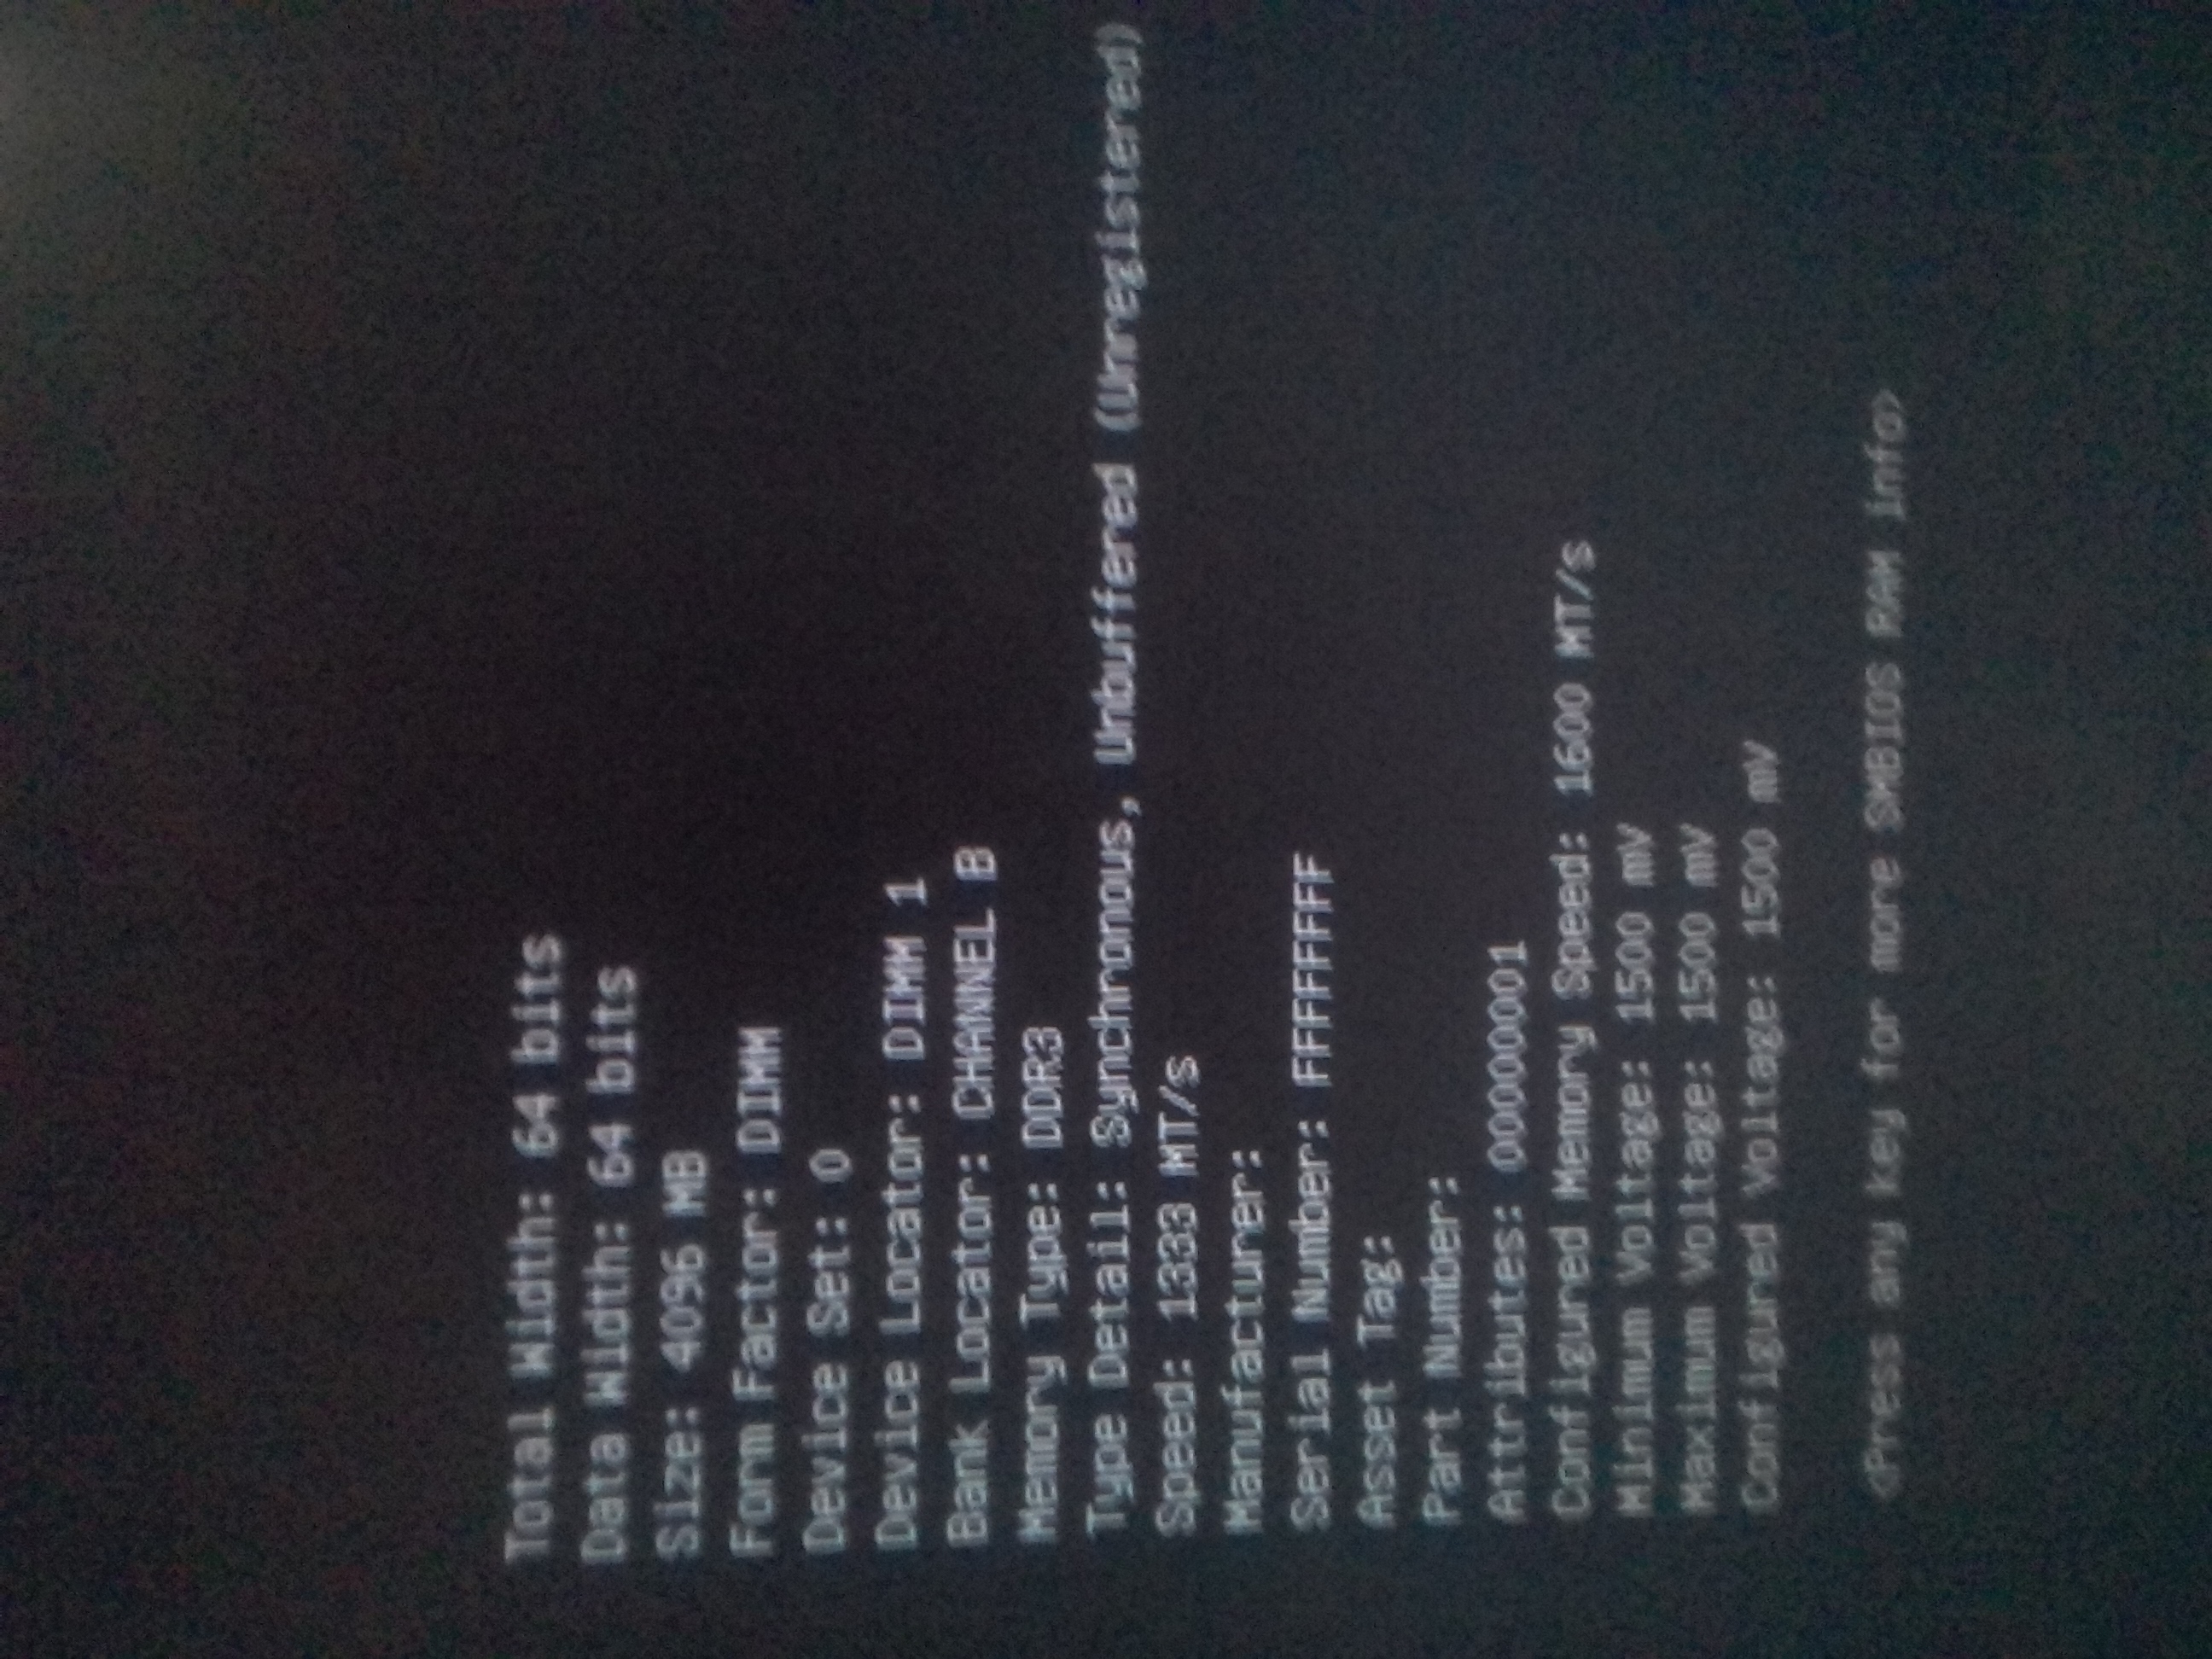 Total Width: 64 bits
Data Width: 64 bits
Size: 4096 MB
Form Factor: DIMM
Device Set: 0
Device Locator: DIMM 1
Bank Locator: CHANNEL B
Memory Type: DDR3
Type Detail: Synchronous, Unbuffered (Unregistered)
Speed: 1333 MT/s
Manufacturer:
Serial Number: FFFFFFFF
Asset Tag:
Part Number:
Attributes: 00000001
Configured Memory Speed: 1600 MT/s
Minimum Voltage: 1500 mV
Maximum Voltage: 1500 mV
Configured Voltage: 1500 mV
<Press any key for more SMBIOS RAM info>